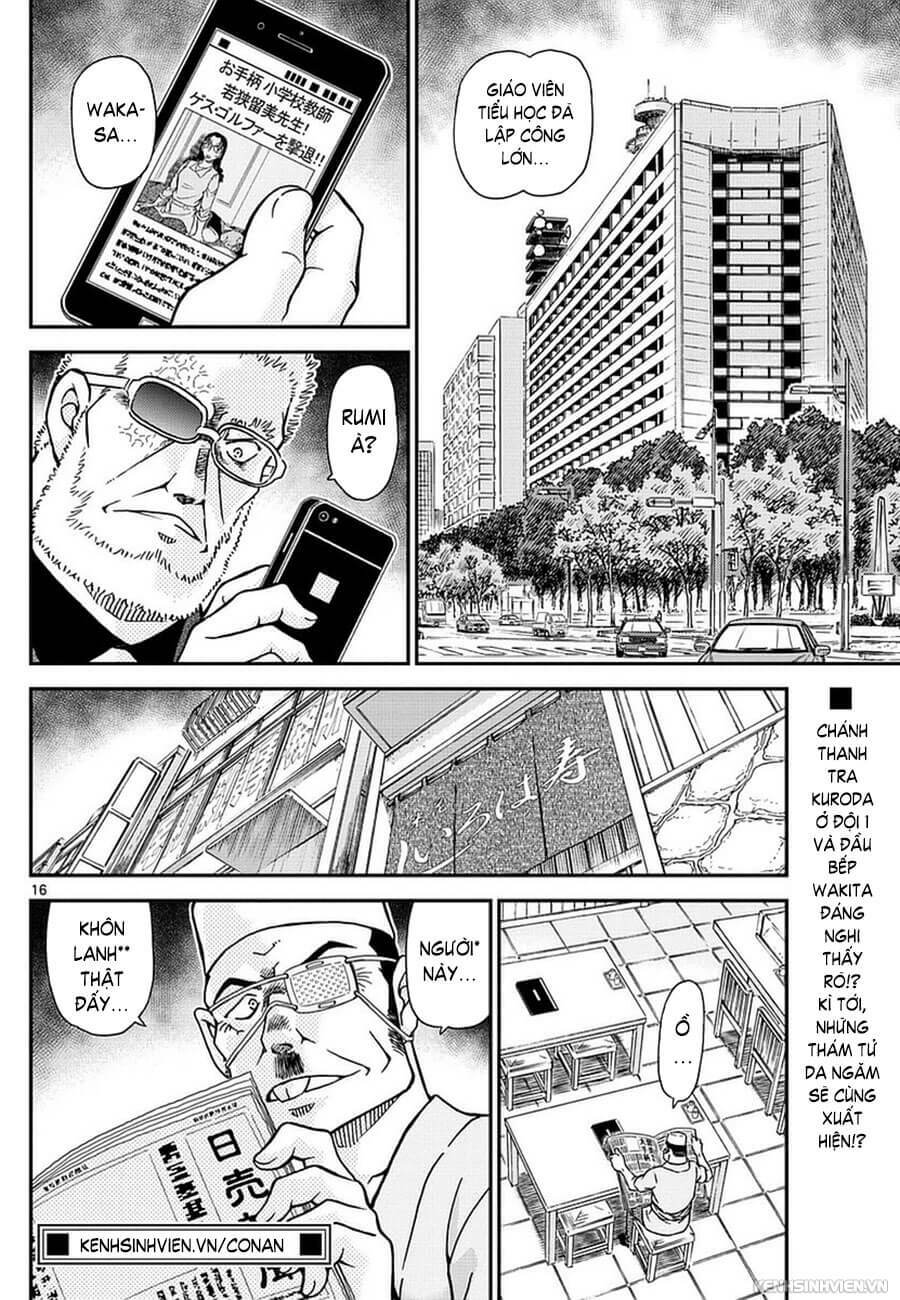 GIÁO VIÊN
TIỂU HỌC ĐÃ
LẬP CÔNG
LỚN...
WAKA-
SA...
お手柄 小学校教師
若狭留美先生!
ゲス・ゴルファーを撃退!!
RUMI
À?
CHÁNH
THANH
TRA
KURODA
Ở ĐỘI 1
VÀ ĐẦU
BẾP
WAKITA
ĐÁNG
NGHI
THẤY
RÕ!?
KÌ TỚI,
NHỮNG
THÁM TỬ
DA NGĂM
SẼ CÙNG
XUẤT
HIỆN!?
16
Ồ
...
NGƯỜI*
NÀY...
KHÔN
LANH**
THẬT
ĐẤY...
日売
KENHSINHVIEN.VN/CONAN
KENHSINHVIEN.VN